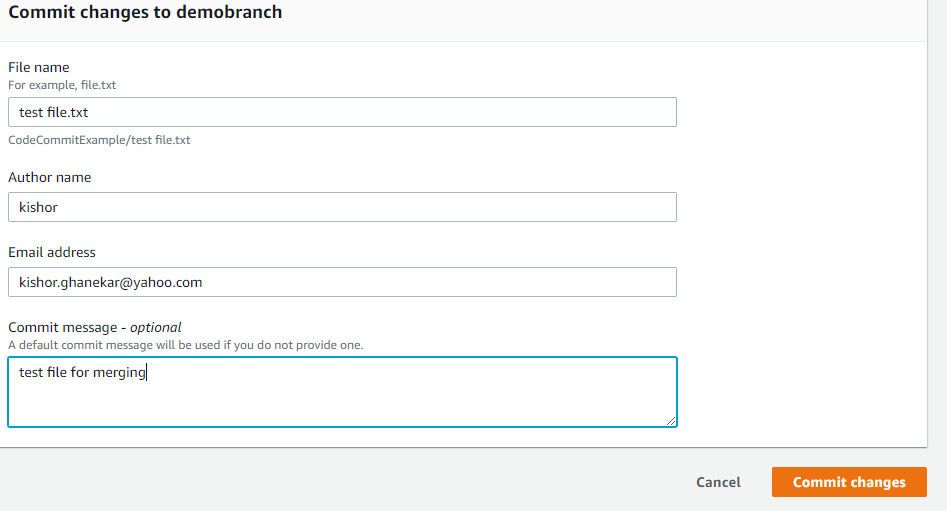 Commit changes to demobranch
File name
For example, file.txt
test file.txt
CodeCommitExample/test file.txt
Author name
kishor
Email address
kishor.ghanekar@yahoo.com
Commit message - optional
A default commit message will be used if you do not provide one.
test file for merging
Cancel
Commit changes